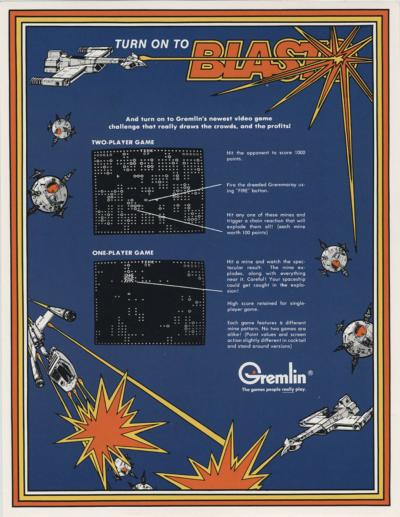 TURN ON TO
BLAST
And turn on to Gremlin's newest video game
challenge that really draws the crowds, and the profits!
TWO-PLAYER GAME
Hit the opponent to score 1000
points.
Fire the dreaded Gremmoray us-
ing "FIRE" button.
Hit any one of these mines and
trigger a chain reaction that will
explode them all! (each mine
worth 100 points)
ONE-PLAYER GAME
Hit a mine and watch the spec-
tacular result. The mine ex-
plodes, along with everything
near it. Careful! Your spaceship
could get caught in the explo-
sion!
High score retained for single-
player game.
Each game features a different
mine pattern. No two games are
alike! (Point values and screen
action slightly different in cocktail
and stand around versions)
Gremlin®
The games people really play.